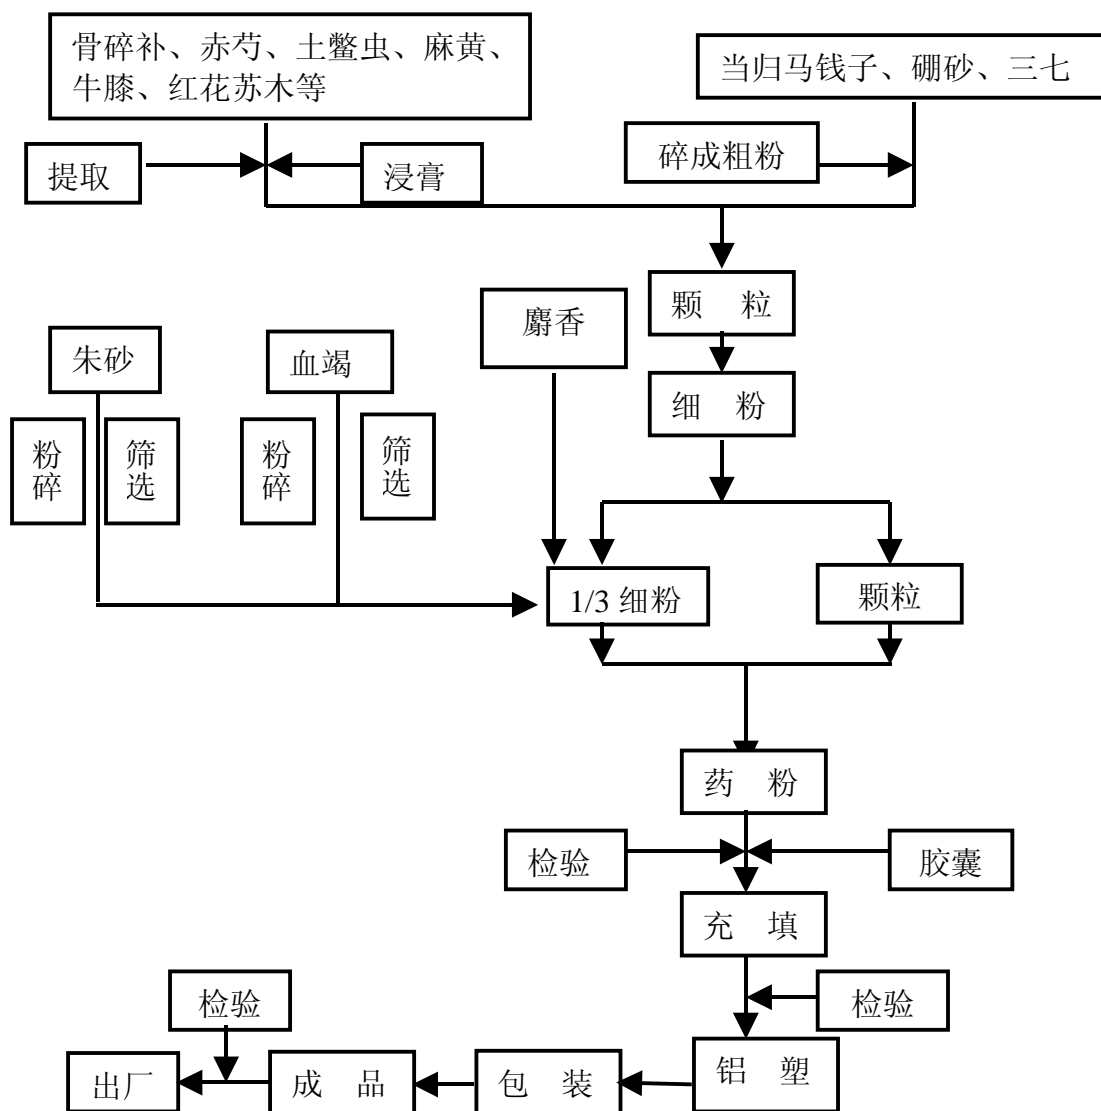 骨碎补、赤芍、土鳖虫、麻黄、
牛膝、红花苏木等
当归马钱子、硼砂、三七
提取
浸膏
碎成粗粉
颗 粒
麝香
朱砂
血竭
细 粉
粉碎
筛选
粉碎
筛选
1/3 细粉
颗粒
药 粉
检验
胶囊
充 填
检验
检验
出厂
成 品
包 装
铝 塑